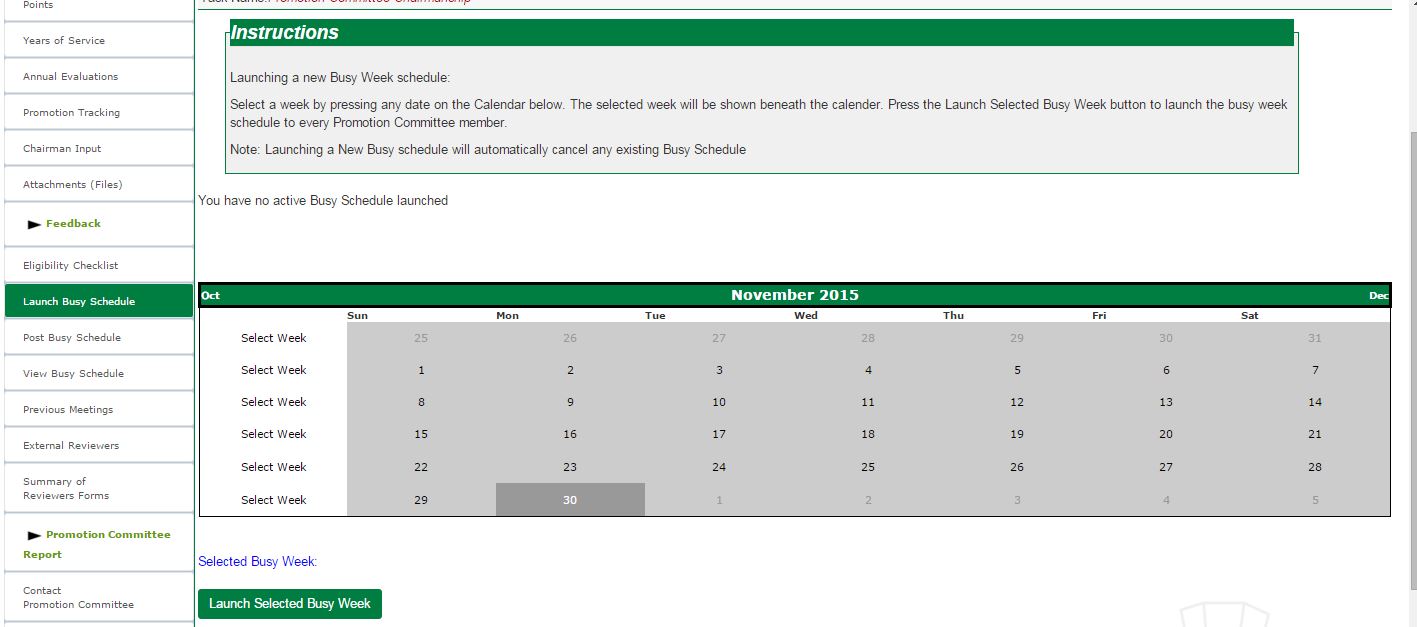 Points
Years of Service
Annual Evaluations
Promotion Tracking
Chairman Input
Attachments (Files)
Feedback
Eligibility Checklist
Launch Busy Schedule
Post Busy Schedule
View Busy Schedule
Previous Meetings
External Reviewers
Summary of
Reviewers Forms
Promotion Committee
Report
Contact
Promotion Committee
Task Name:Promotion Committee Chairmanship
Instructions
Launching a new Busy Week schedule:
Select a week by pressing any date on the Calendar below. The selected week will be shown beneath the calender. Press the Launch Selected Busy Week button to launch the busy week
schedule to every Promotion Committee member.
Note: Launching a New Busy schedule will automatically cancel any existing Busy Schedule
You have no active Busy Schedule launched
Oct November 2015 Dec
Sun Mon Tue Wed Thu Fri Sat
Select Week 25 26 27 28 29 30 31
Select Week 1 2 3 4 5 6 7
Select Week 8 9 10 11 12 13 14
Select Week 15 16 17 18 19 20 21
Select Week 22 23 24 25 26 27 28
Select Week 29 30 1 2 3 4 5
Selected Busy Week:
Launch Selected Busy Week